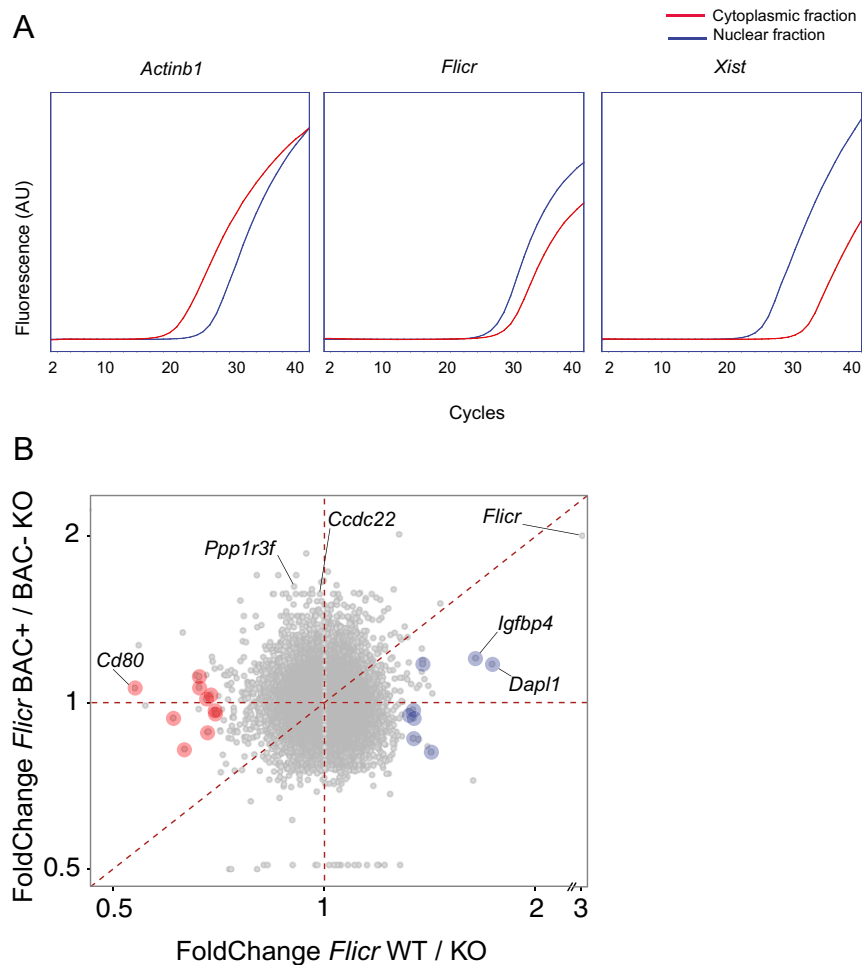 A
Cytoplasmic fraction
Nuclear fraction
Actinb1
Flicr
Xist
Fluorescence (AU)
2 10 20 30 40
2 10 20 30 40
2 10 20 30 40
Cycles
B
FoldChange Flicr BAC+ / BAC- KO
2
1
0.5
Ppp1r3f
Ccdc22
Flicr
Igfbp4
Dapl1
Cd80
0.5 1 2 3
FoldChange Flicr WT / KO